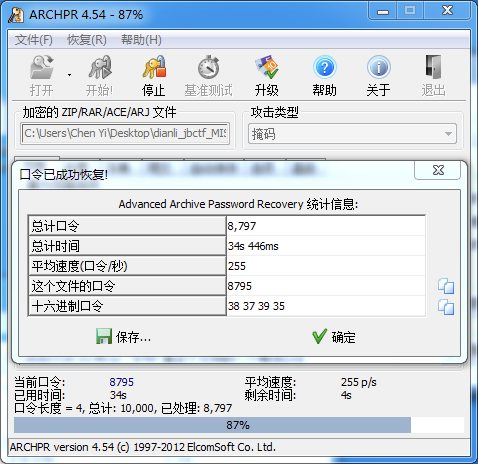 ARCHPR 4.54 - 87%
文件(F) 恢复(R) 帮助(H)
打开 开始! 停止 基准测试 升级 帮助 关于 退出
加密的 ZIP/RAR/ACE/ARJ 文件 攻击类型
C:\Users\Chen Yi\Desktop\dianli_jbctf_MIS 掩码
口令已成功恢复!
Advanced Archive Password Recovery 统计信息:
总计口令 8,797
总计时间 34s 446ms
平均速度(口令/秒) 255
这个文件的口令 8795
十六进制口令 38 37 39 35
保存... 确定
当前口令: 8795 平均速度: 255 p/s
已用时间: 34s 剩余时间: 4s
口令长度 = 4, 总计: 10,000, 已处理: 8,797
87%
ARCHPR version 4.54 (c) 1997-2012 ElcomSoft Co. Ltd.